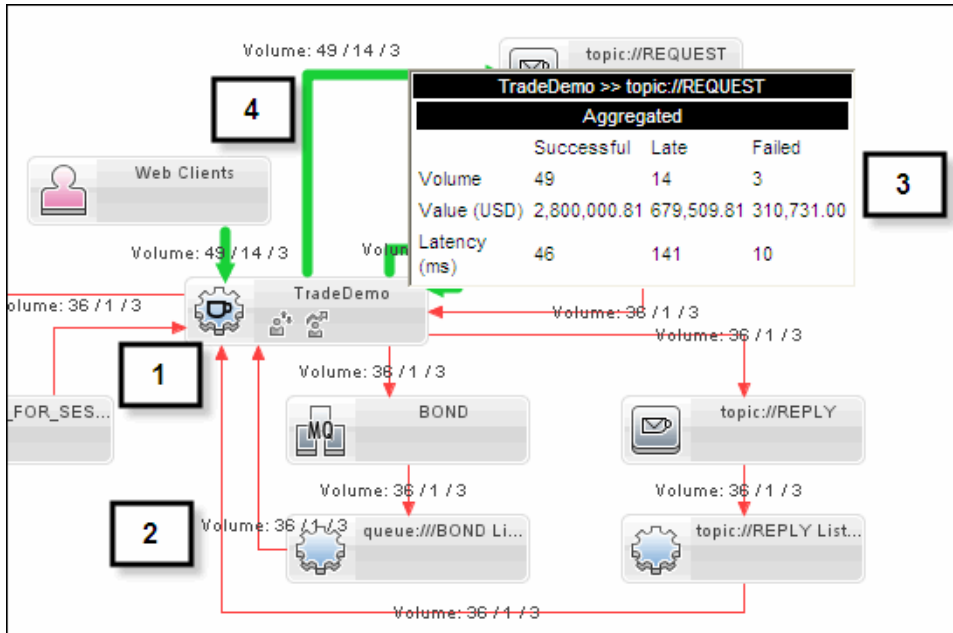 Volume: 49 / 14 / 3
topic://REQUEST
4
TradeDemo >> topic://REQUEST
Aggregated
Successful Late Failed
Volume 49 14 3
Value (USD) 2,800,000.81 679,509.81 310,731.00
Latency (ms) 46 141 10
3
Web Clients
Volume: 49 / 14 / 3
Volun
TradeDemo
olume: 36 / 1 / 3
Volume: 36 / 1 / 3
Volume: 36 / 1 / 3
1
Volume: 36 / 1 / 3
_FOR_SES...
BOND
MQ
topic://REPLY
Volume: 36 / 1 / 3
Volume: 36 / 1 / 3
2
Volume: 36 / 1 / 3
queue:///BOND Li...
topic://REPLY List...
Volume: 36 / 1 / 3